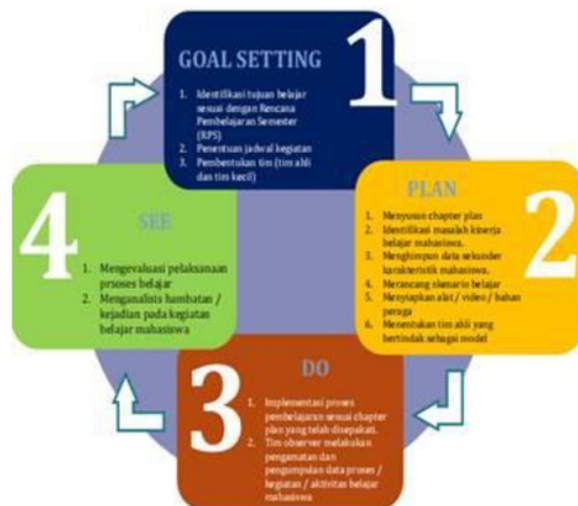 1
GOAL SETTING
1. Identifikasi tujuan belajar
sesuai dengan Rencana
Pembelajaran Semester
(RPS)
2. Penentuan jadwal kegiatan
3. Pembentukan tim (tim ahli
dan tim kecil)
2
PLAN
1. Menyusun chapter plan
2. Identifikasi masalah kinerja
belajar mahasiswa.
3. Menghimpun data sekunder
karakteristik mahasiswa.
4. Merancang skenario belajar
5. Menyiapkan alat / video / bahan
peraga
6. Menentukan tim ahli yang
bertindak sebagai model
3
DO
1. Implementasi proses
pembelajaran sesuai chapter
plan yang telah disepakati.
2. Tim observer melakukan
pengamatan dan
pengumpulan data proses /
kegiatan / aktivitas belajar
mahasiswa
4
SEE
1. Mengevaluasi pelaksanaan
prsoses belajar
2. Menganalisis hambatan /
kejadian pada kegiatan
belajar mahasiswa